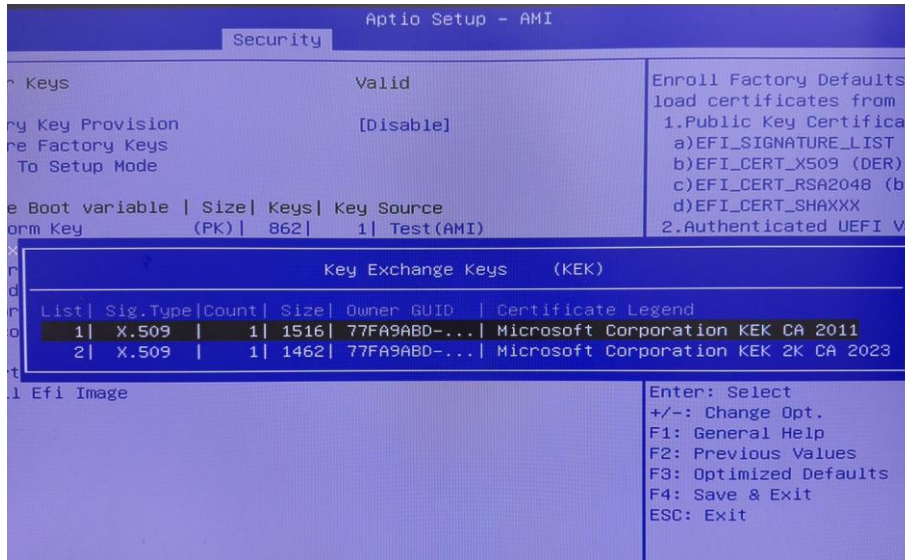 Aptio Setup - AMI
Security
Keys Valid
ry Key Provision [Disable]
re Factory Keys
To Setup Mode
e Boot variable | Size| Keys| Key Source
orm Key (PK)| 862| 1| Test(AMI)
Enroll Factory Defaults
load certificates from
1.Public Key Certifica
a)EFI_SIGNATURE_LIST
b)EFI_CERT_X509 (DER)
c)EFI_CERT_RSA2048 (b
d)EFI_CERT_SHAXXX
2.Authenticated UEFI V
Key Exchange Keys (KEK)
List| Sig.Type|Count| Size| Owner GUID | Certificate Legend
1| X.509 | 1| 1516| 77FA9ABD-...| Microsoft Corporation KEK CA 2011
2| X.509 | 1| 1462| 77FA9ABD-...| Microsoft Corporation KEK 2K CA 2023
l Efi Image
Enter: Select
+/-: Change Opt.
F1: General Help
F2: Previous Values
F3: Optimized Defaults
F4: Save & Exit
ESC: Exit